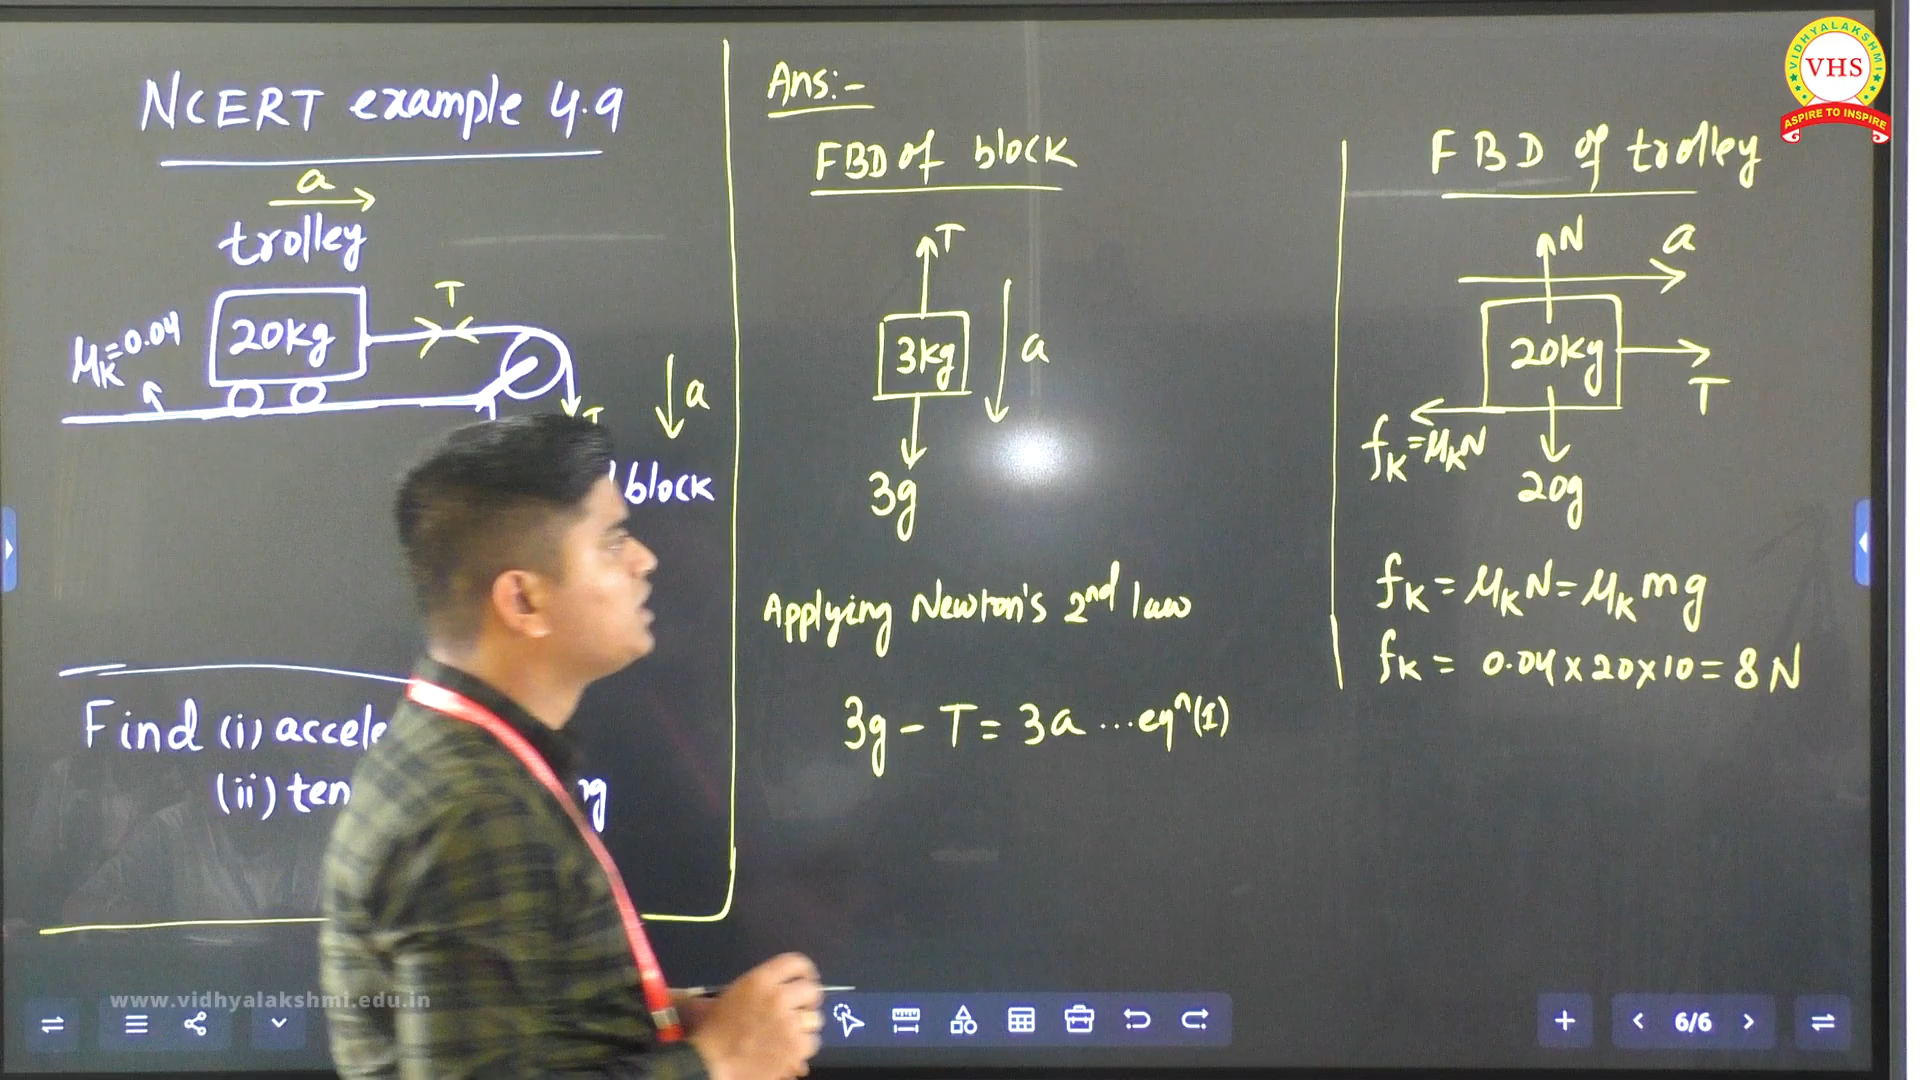 NCERT example 4.9
a
trolley
T
20kg
μK=0.04
a
block
Find (i) accele
(ii) ten
Ans:-
FBD of block
T
3kg
a
3g
Applying Newton's 2nd law
3g - T = 3a ...eqn(1)
FBD of trolley
N
a
20kg
T
fK=μKN
20g
fK = μKN = μKmg
fK = 0.04 x 20 x 10 = 8 N
VIDHYALAKSHMI
VHS
ASPIRE TO INSPIRE
www.vidhyalakshmi.edu.in
6/6